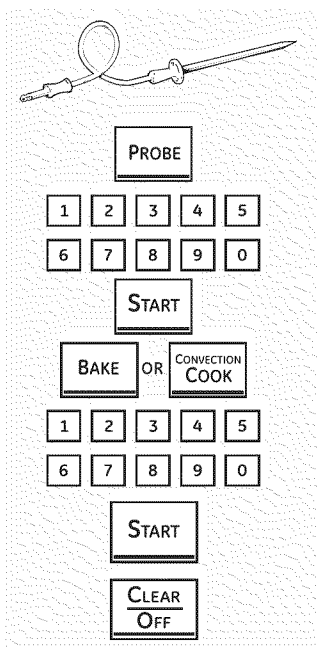 PROBE
1 2 3 4 5
6 7 8 9 0
START
BAKE OR CONVECTION COOK
1 2 3 4 5
6 7 8 9 0
START
CLEAR
OFF